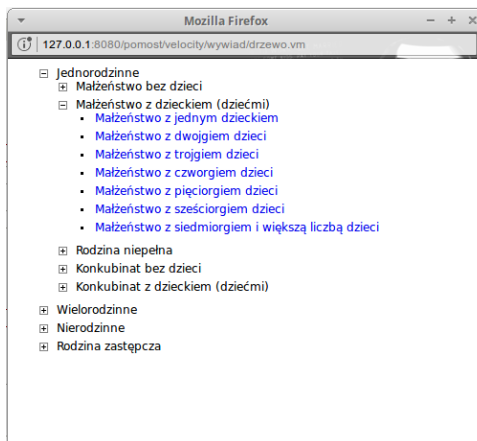 Mozilla Firefox
127.0.0.1:8080/pomost/velocity/wywiad/drzewo.vm
Jednorodzinne
Małżeństwo bez dzieci
Małżeństwo z dzieckiem (dziećmi)
Małżeństwo z jednym dzieckiem
Małżeństwo z dwojgiem dzieci
Małżeństwo z trojgiem dzieci
Małżeństwo z czworgiem dzieci
Małżeństwo z pięciorgiem dzieci
Małżeństwo z sześciorgiem dzieci
Małżeństwo z siedmiorgiem i większą liczbą dzieci
Rodzina niepełna
Konkubinat bez dzieci
Konkubinat z dzieckiem (dziećmi)
Wielorodzinne
Nierodzinne
Rodzina zastępcza